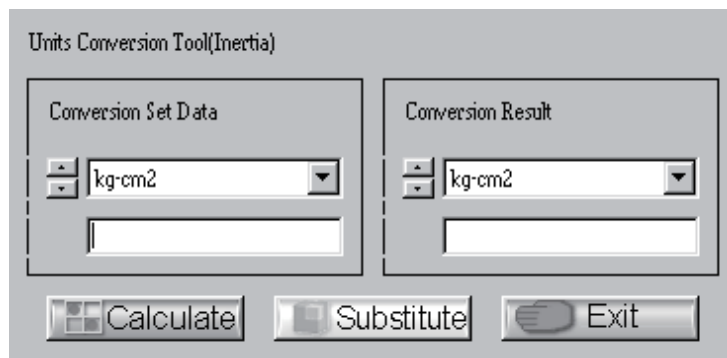 Units Conversion Tool(Inertia)
Conversion Set Data
Conversion Result
kg-cm2
kg-cm2
Calculate
Substitute
Exit